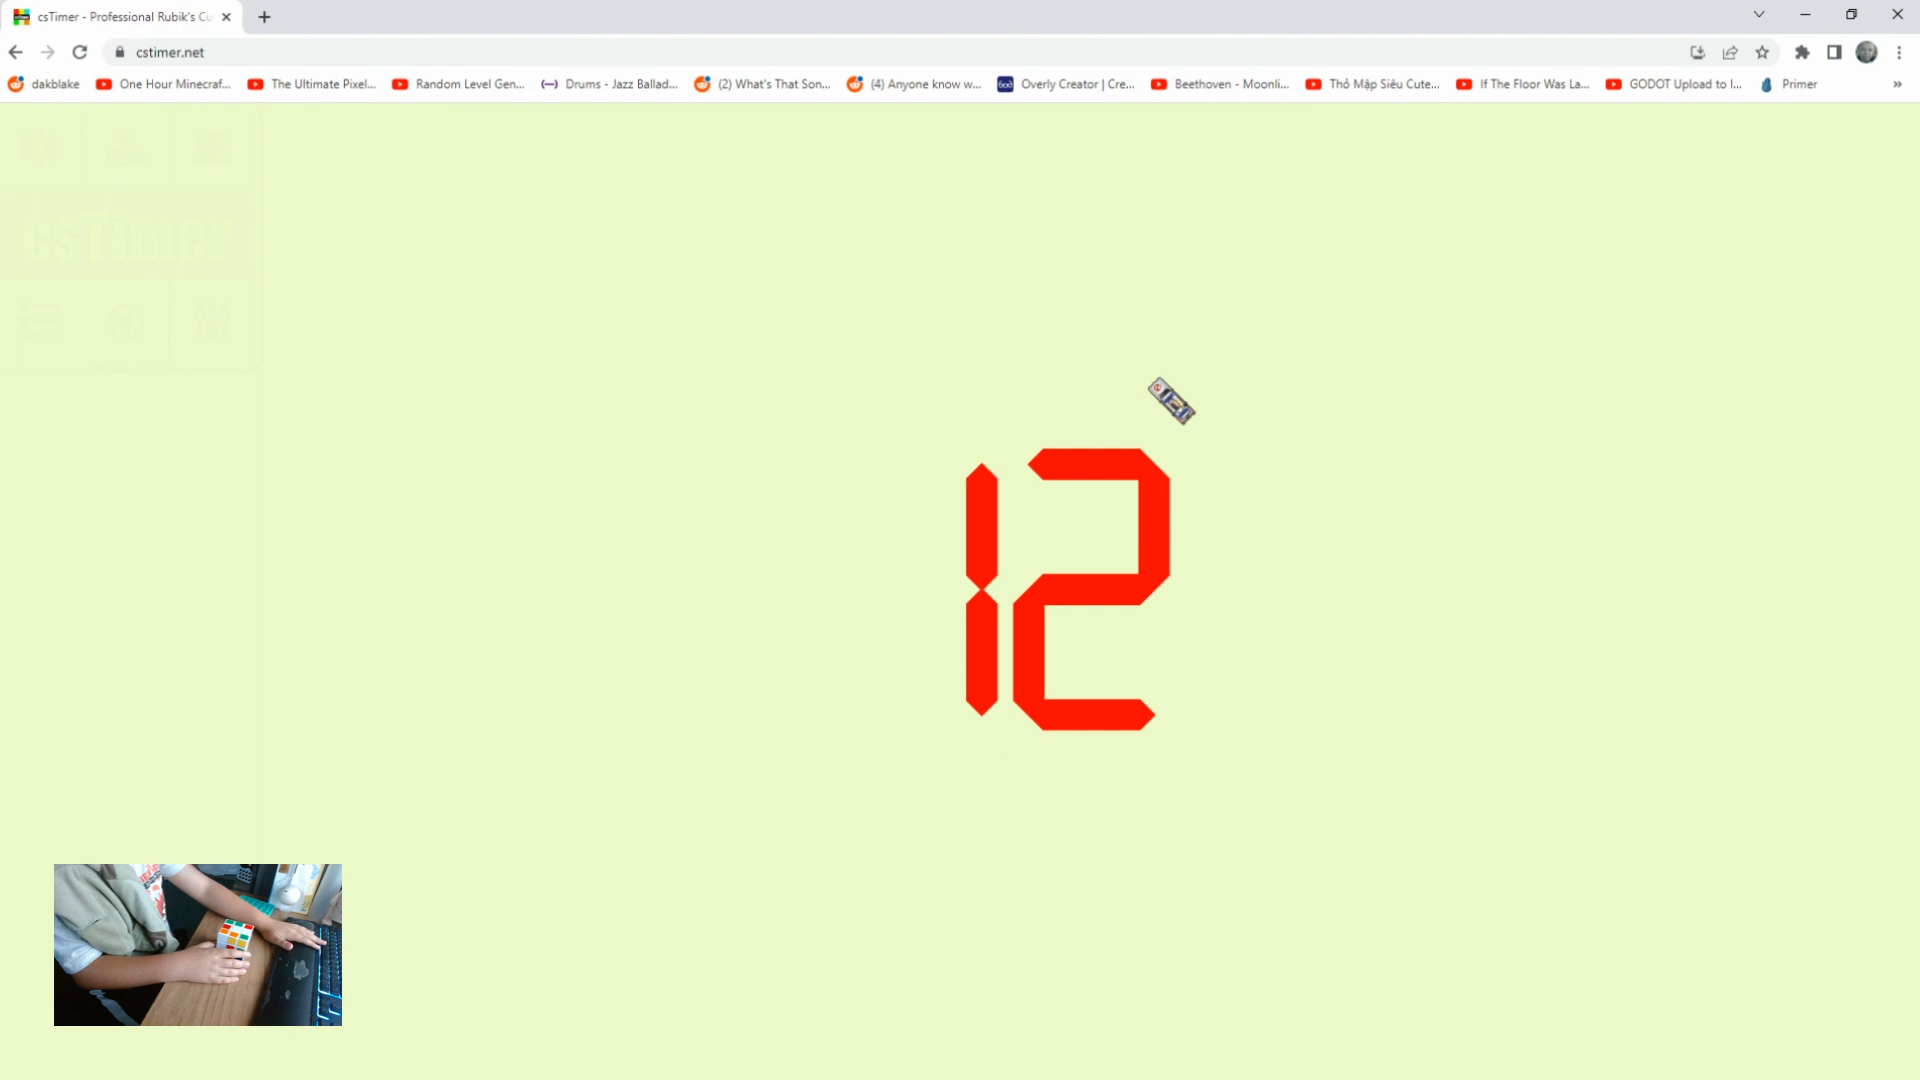 csTimer - Professional Rubik's Cu
cstimer.net
dakblake
One Hour Minecraf...
The Ultimate Pixel...
Random Level Gen...
Drums - Jazz Ballad...
(2) What's That Son...
(4) Anyone know w...
Overly Creator | Cre...
Beethoven - Moonli...
Thỏ Mập Siêu Cute...
If The Floor Was La...
GODOT Upload to I...
Primer
csTimer
12